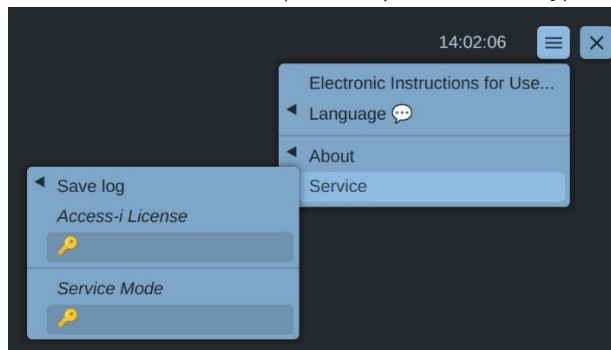 14:02:06
Electronic Instructions for Use...
Language
About
Service
Save log
Access-i License
Service Mode